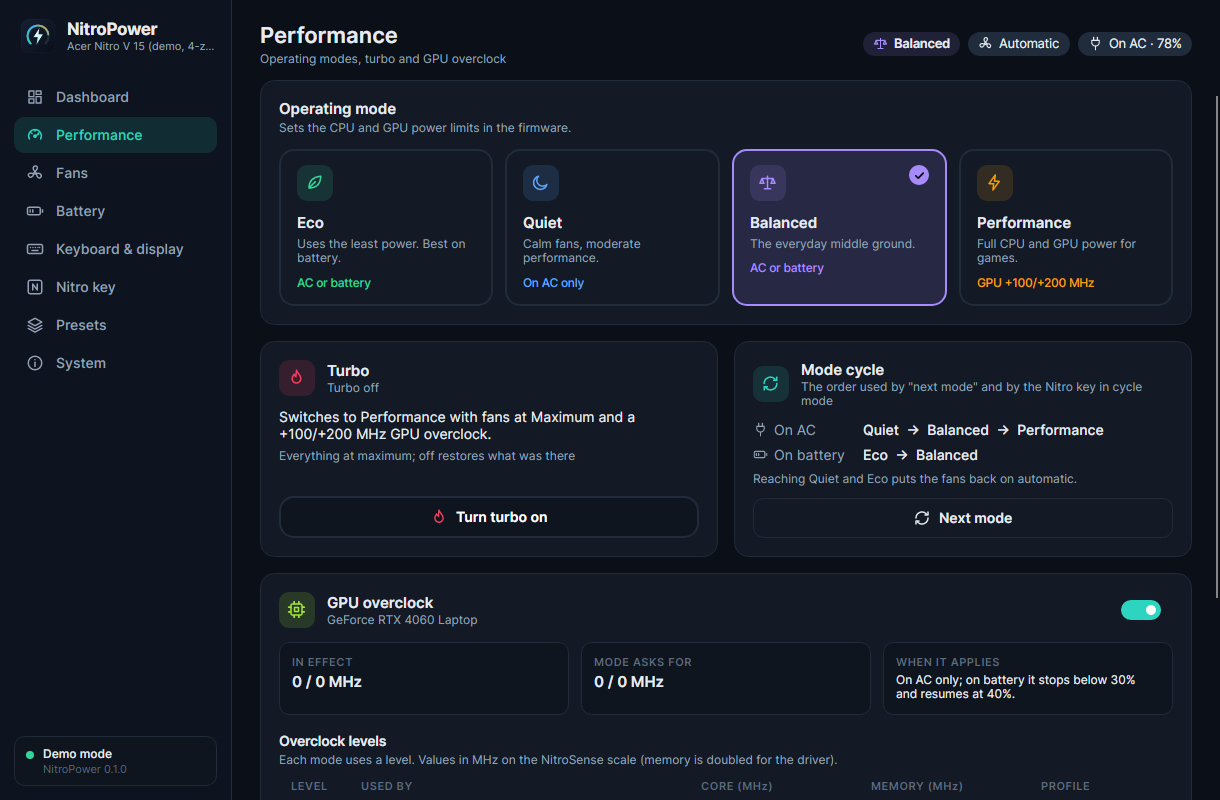 NitroPower
Acer Nitro V 15 (demo, 4-z...
Dashboard
Performance
Fans
Battery
Keyboard & display
Nitro key
Presets
System
Demo mode
NitroPower 0.1.0
Performance
Operating modes, turbo and GPU overclock
Balanced
Automatic
On AC · 78%
Operating mode
Sets the CPU and GPU power limits in the firmware.
Eco
Uses the least power. Best on
battery.
AC or battery
Quiet
Calm fans, moderate
performance.
On AC only
Balanced
The everyday middle ground.
AC or battery
Performance
Full CPU and GPU power for
games.
GPU +100/+200 MHz
Turbo
Turbo off
Switches to Performance with fans at Maximum and a
+100/+200 MHz GPU overclock.
Everything at maximum; off restores what was there
Turn turbo on
Mode cycle
The order used by "next mode" and by the Nitro key in cycle
mode
On AC Quiet → Balanced → Performance
On battery Eco → Balanced
Reaching Quiet and Eco puts the fans back on automatic.
Next mode
GPU overclock
GeForce RTX 4060 Laptop
IN EFFECT
0 / 0 MHz
MODE ASKS FOR
0 / 0 MHz
WHEN IT APPLIES
On AC only; on battery it stops below 30%
and resumes at 40%.
Overclock levels
Each mode uses a level. Values in MHz on the NitroSense scale (memory is doubled for the driver).
LEVEL USED BY CORE (MHz) MEMORY (MHz) PROFILE